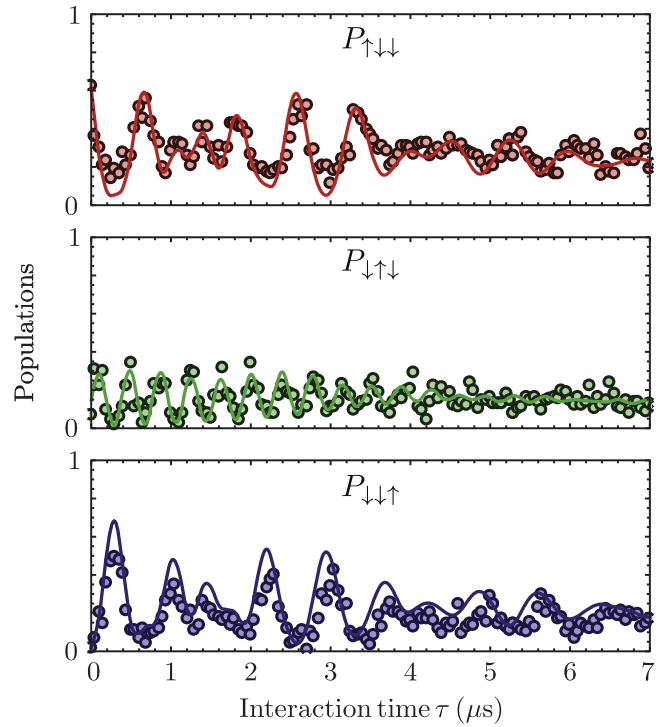 1
P↑↓↓
0
1
P↓↑↓
Populations
0
1
P↓↓↑
0
0 1 2 3 4 5 6 7
Interaction time τ (μs)